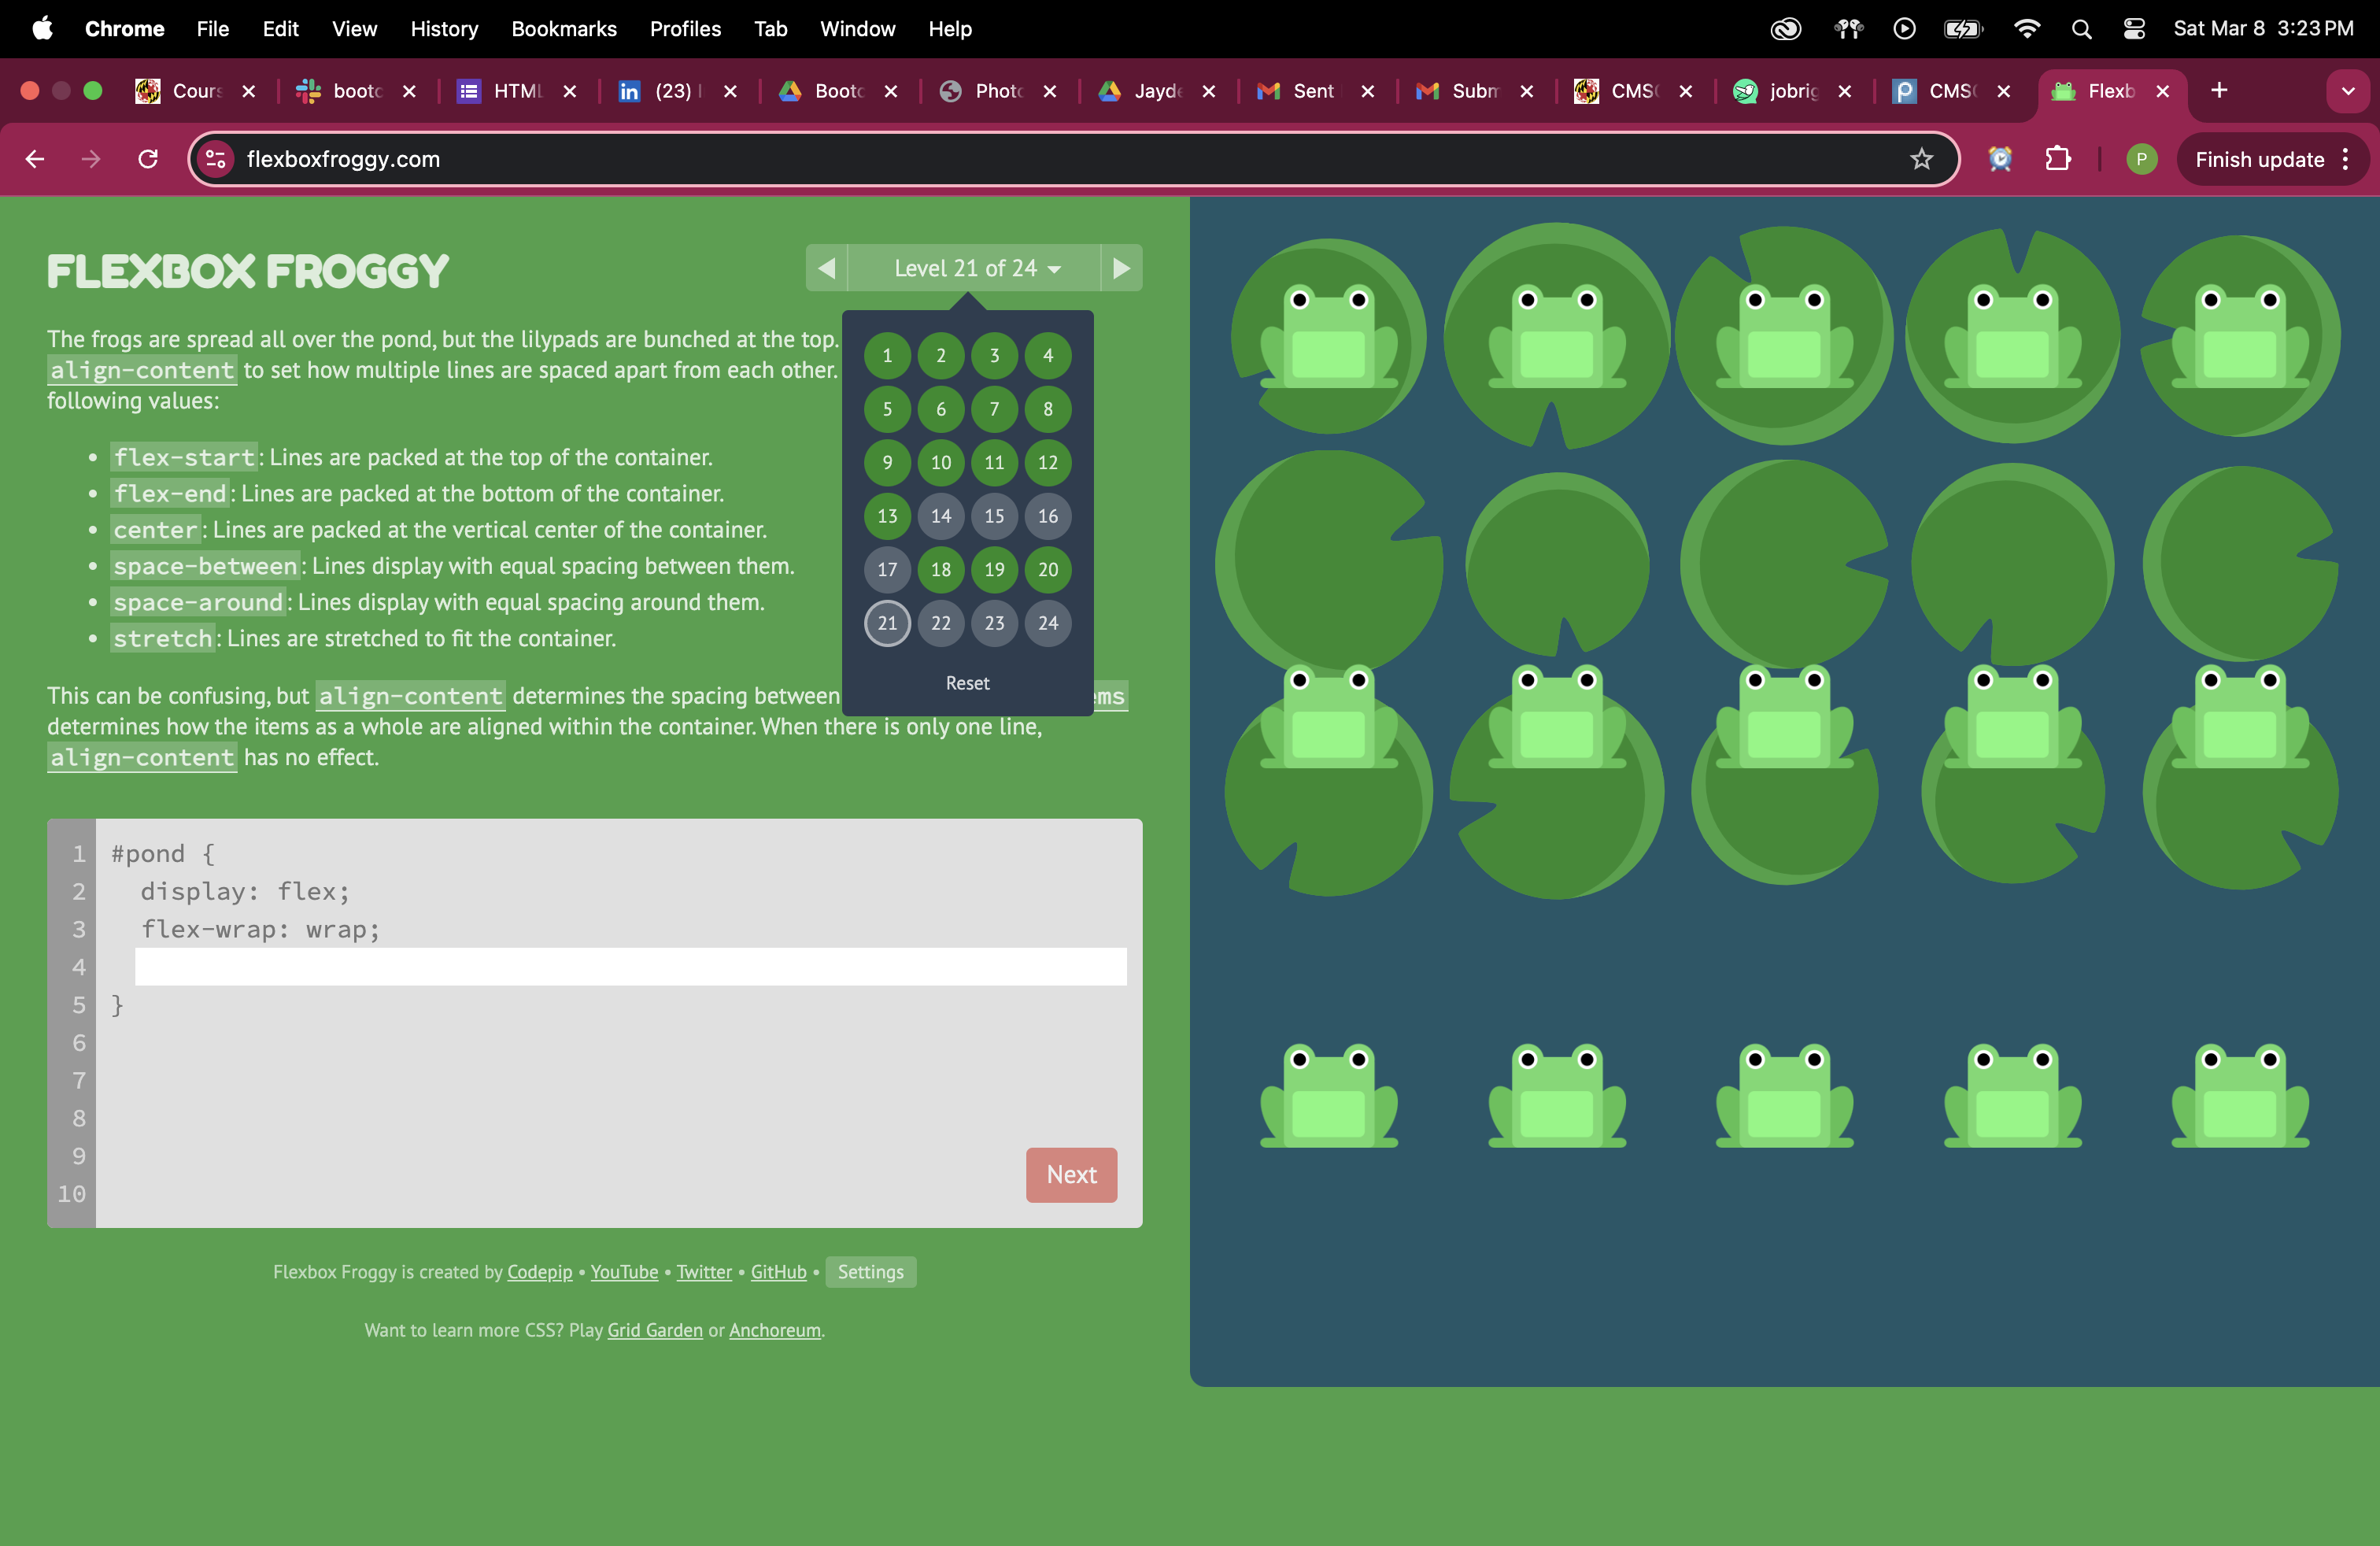 Chrome File Edit View History Bookmarks Profiles Tab Window Help Sat Mar 8 3:23 PM
Cours bootc HTML (23) Bootc Photo Jayde Sent Subm CMSC jobrig CMSC Flexb
flexboxfroggy.com P Finish update
FLEXBOX FROGGY
Level 21 of 24
The frogs are spread all over the pond, but the lilypads are bunched at the top.
align-content to set how multiple lines are spaced apart from each other.
following values:
flex-start: Lines are packed at the top of the container.
flex-end: Lines are packed at the bottom of the container.
center: Lines are packed at the vertical center of the container.
space-between: Lines display with equal spacing between them.
space-around: Lines display with equal spacing around them.
stretch: Lines are stretched to fit the container.
This can be confusing, but align-content determines the spacing between ms
determines how the items as a whole are aligned within the container. When there is only one line,
align-content has no effect.
1 2 3 4
5 6 7 8
9 10 11 12
13 14 15 16
17 18 19 20
21 22 23 24
Reset
1 #pond {
2 display: flex;
3 flex-wrap: wrap;
4
5 }
6
7
8
9
10
Next
Flexbox Froggy is created by Codepip • YouTube • Twitter • GitHub • Settings
Want to learn more CSS? Play Grid Garden or Anchoreum.